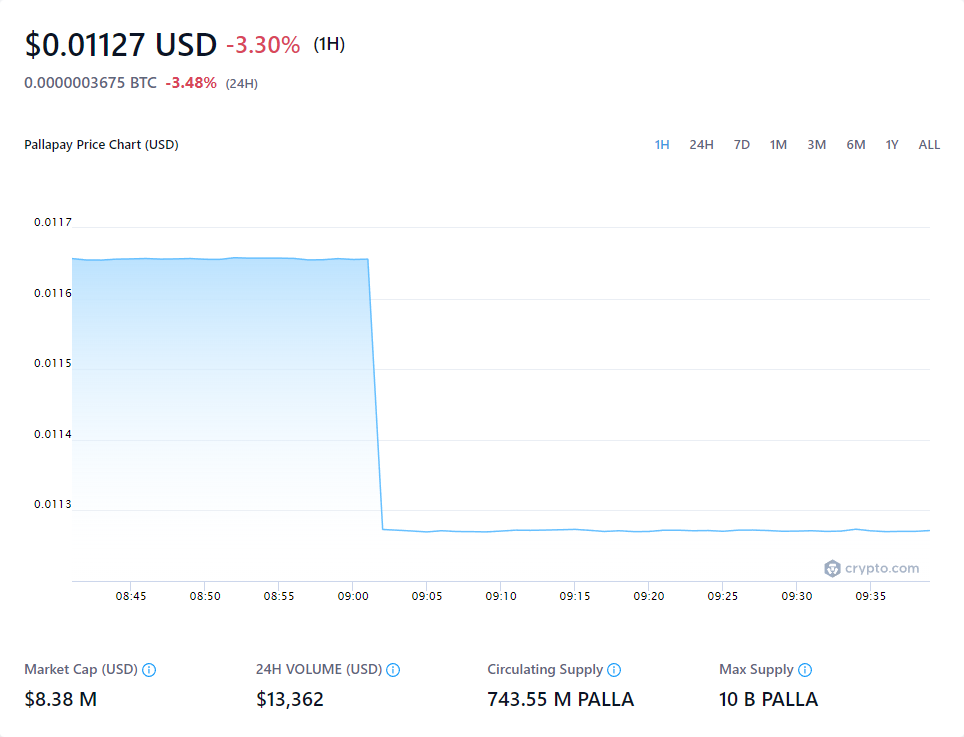 $0.01127 USD -3.30% (1H)
0.0000003675 BTC -3.48% (24H)
Pallapay Price Chart (USD) 1H 24H 7D 1M 3M 6M 1Y ALL
0.0117
0.0116
0.0115
0.0114
0.0113
crypto.com
08:45 08:50 08:55 09:00 09:05 09:10 09:15 09:20 09:25 09:30 09:35
Market Cap (USD) 24H VOLUME (USD) Circulating Supply Max Supply
$8.38 M $13,362 743.55 M PALLA 10 B PALLA